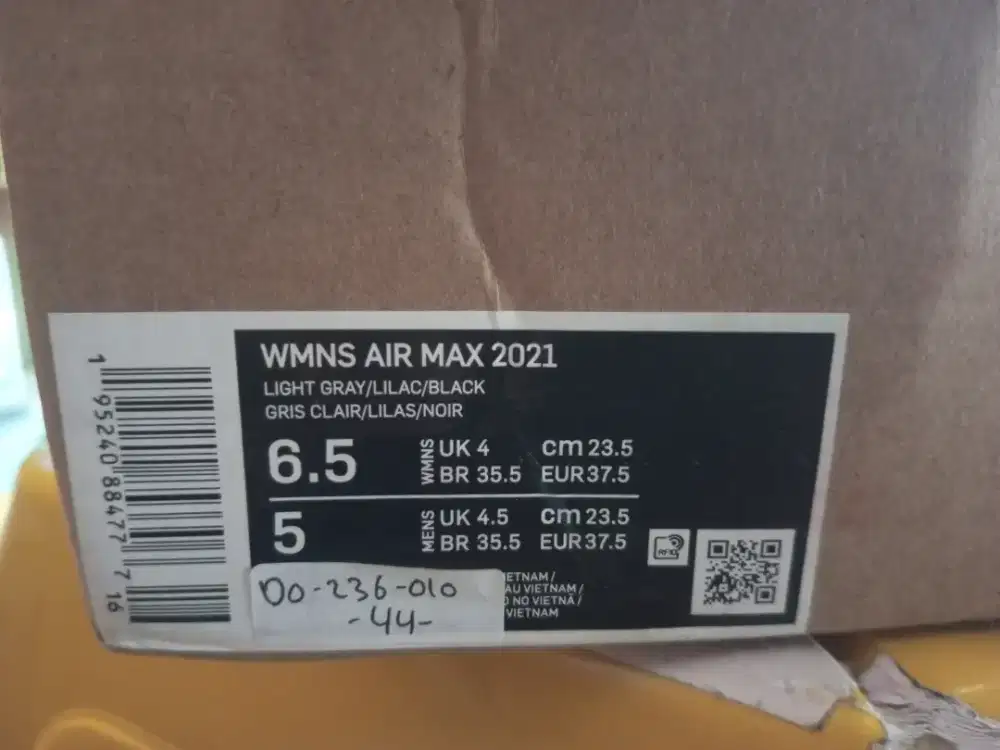 WMNS AIR MAX 2021
LIGHT GRAY/LILAC/BLACK
GRIS CLAIR/LILAS/NOIR
6.5 WMNS UK 4 cm 23.5
BR 35.5 EUR 37.5
5 MENS UK 4.5 cm 23.5
BR 35.5 EUR 37.5
RFID
VIETNAM /
AU VIETNAM /
NO VIETNÃ /
VIETNAM
DO-236-010
-44-
1 95240 88477 7 16